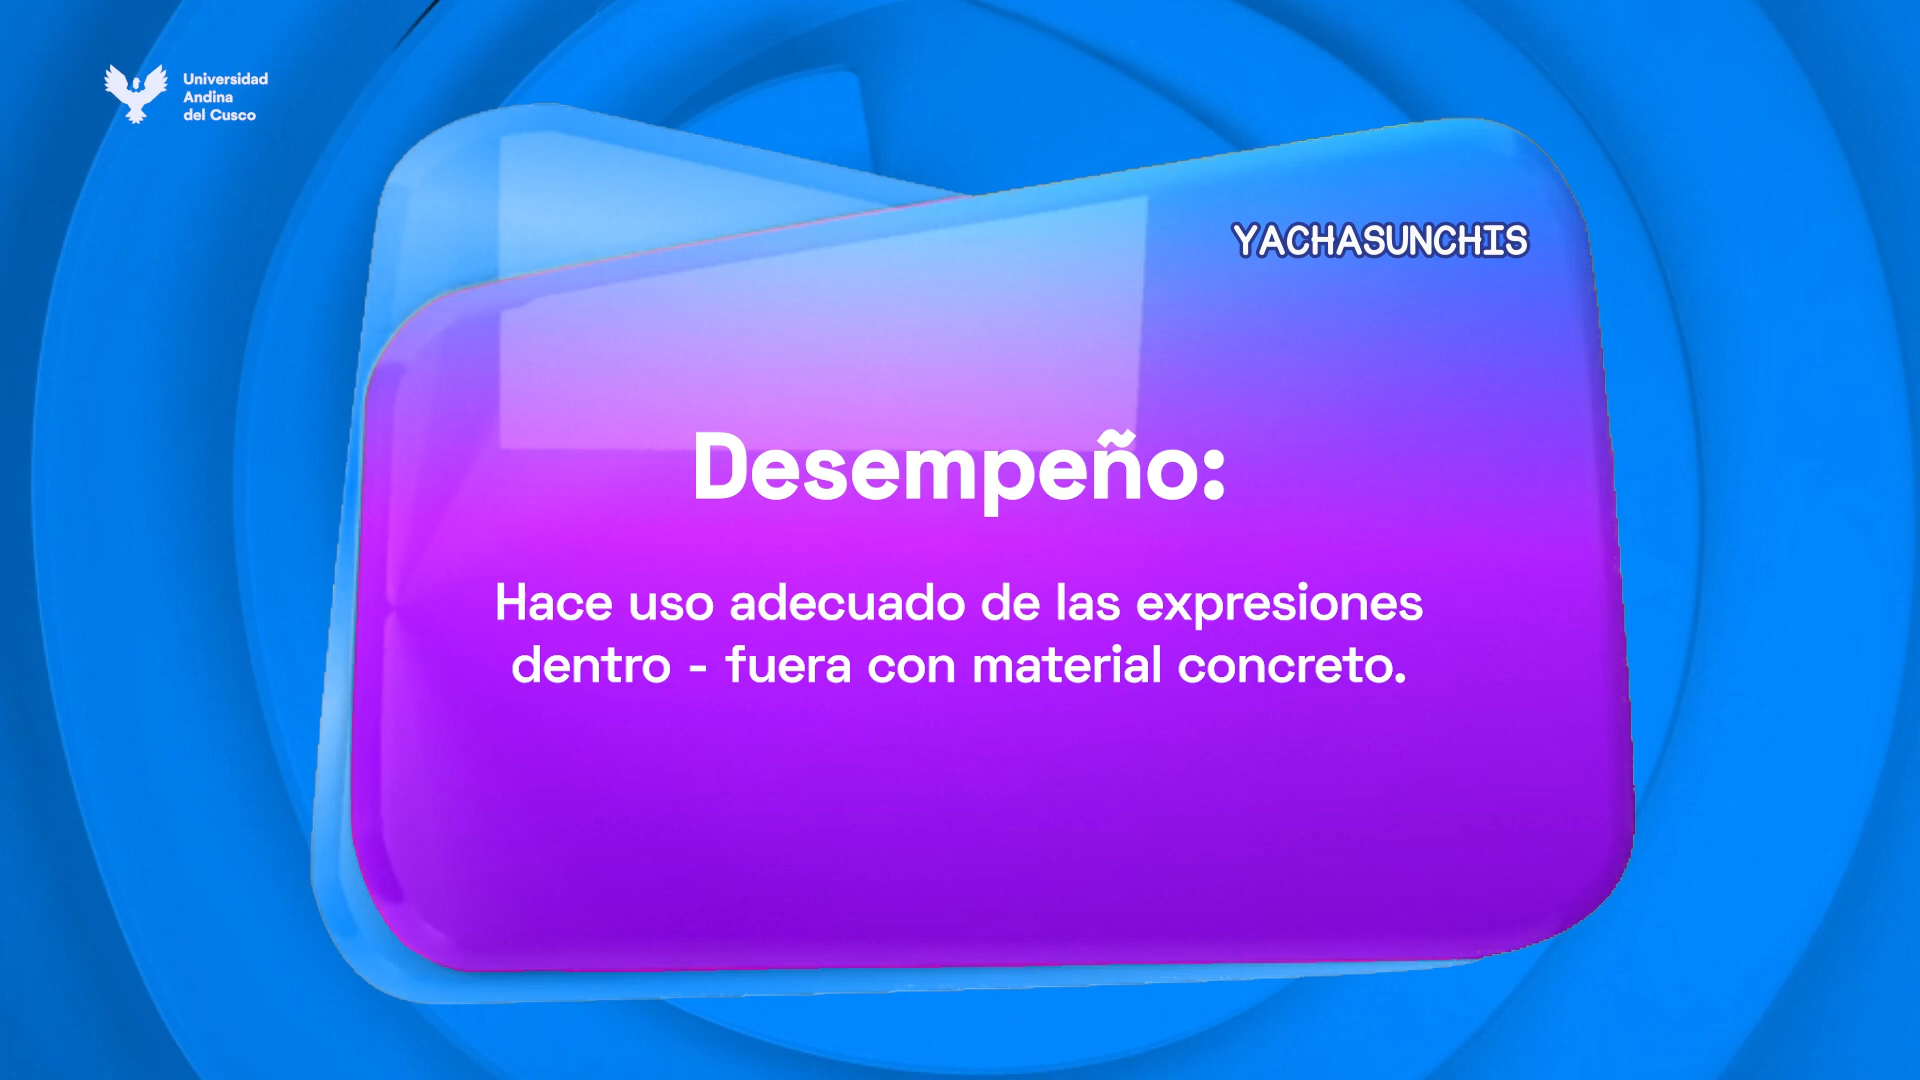 Universidad
Andina
del Cusco
YACHASUNCHIS
Desempeño:
Hace uso adecuado de las expresiones
dentro - fuera con material concreto.